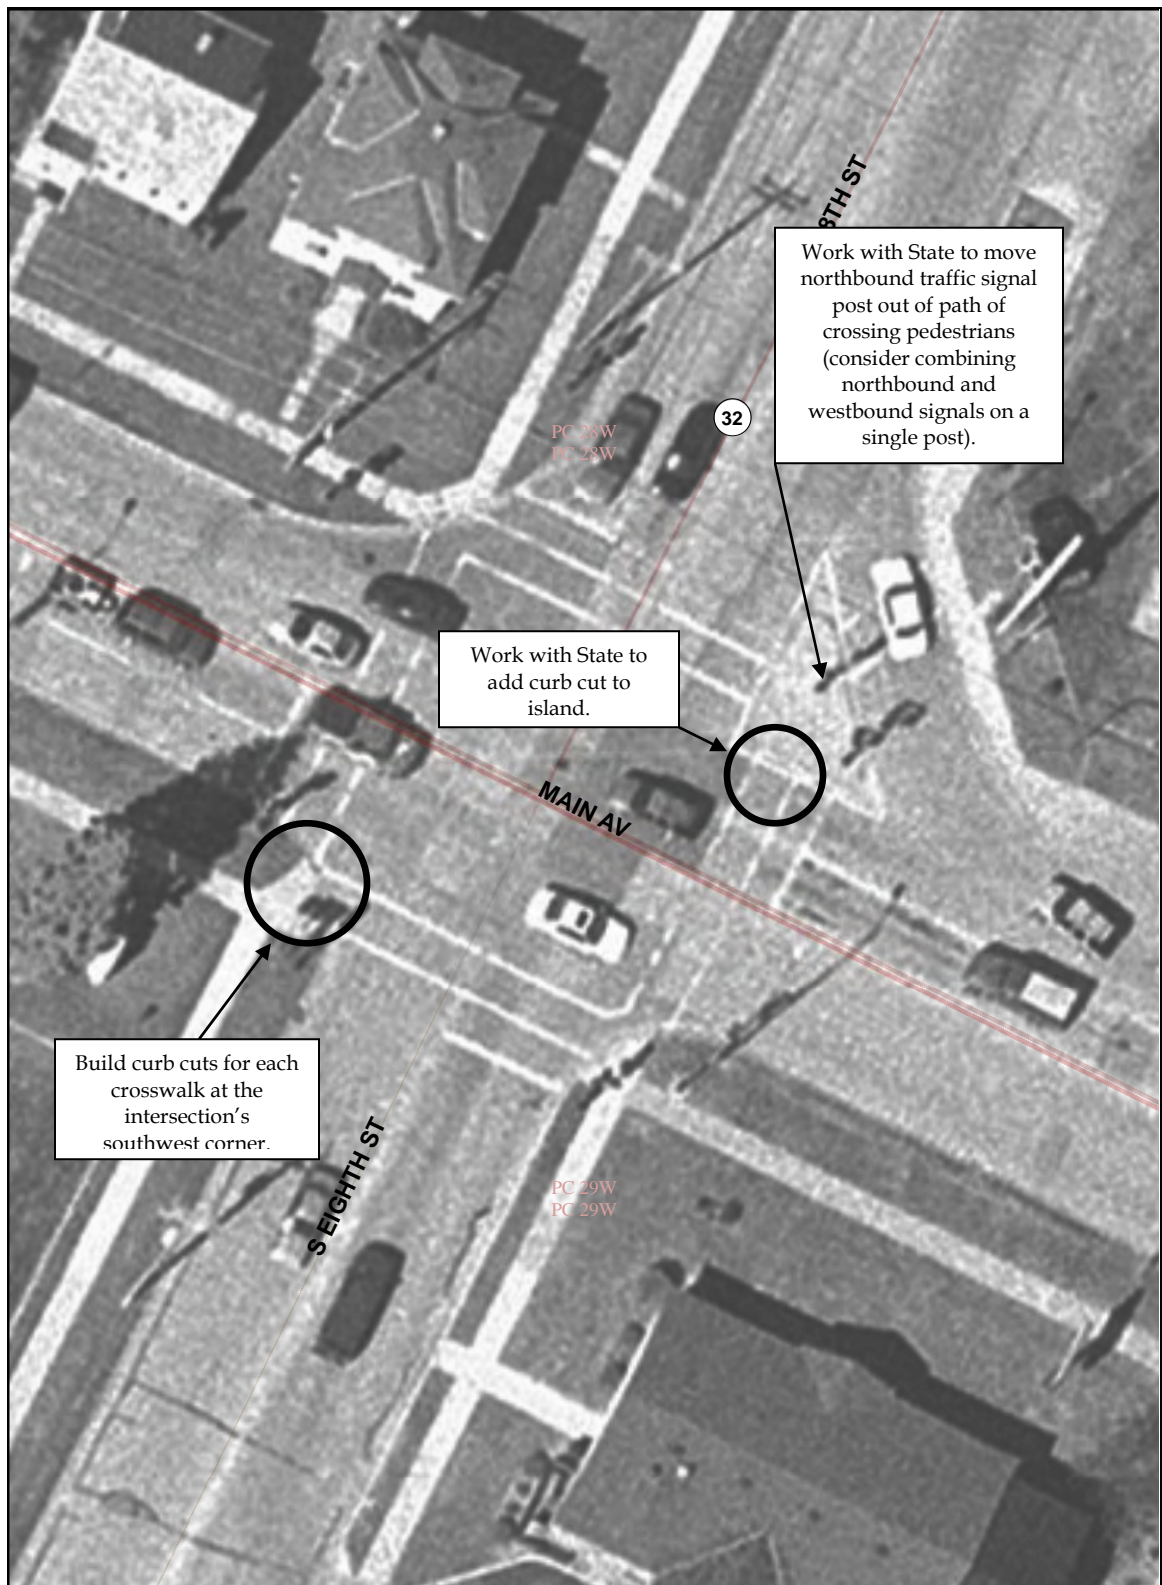 8TH ST
Work with State to move
northbound traffic signal
post out of path of
crossing pedestrians
(consider combining
northbound and
westbound signals on a
single post).
32
PC 28W
PC 28W
Work with State to
add curb cut to
island.
MAIN AV
Build curb cuts for each
crosswalk at the
intersection's
southwest corner.
S EIGHTH ST
PC 29W
PC 29W